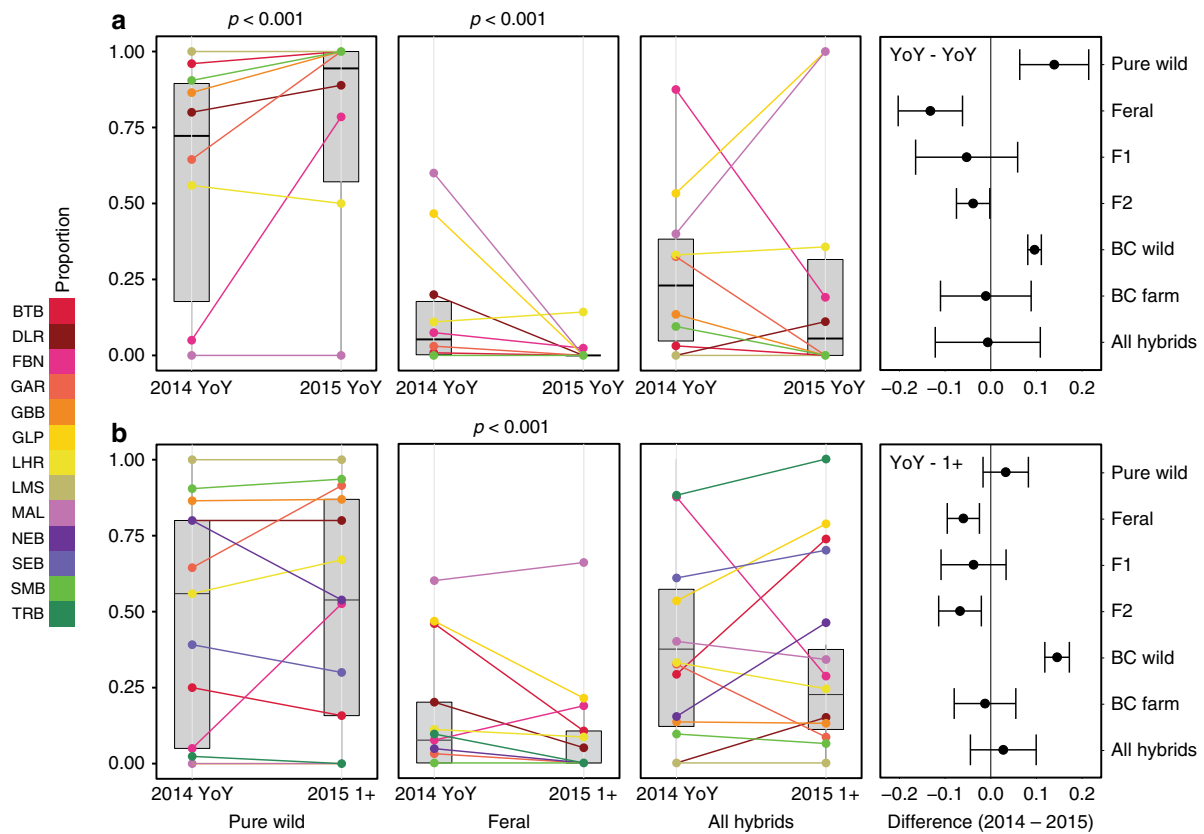 a
p < 0.001
p < 0.001
1.00
0.75
0.50
0.25
0.00
2014 YoY
2015 YoY
2014 YoY
2015 YoY
2014 YoY
2015 YoY
YoY - YoY
Pure wild
Feral
F1
F2
BC wild
BC farm
All hybrids
−0.2
0.0
0.1
0.2
Proportion
BTB
DLR
FBN
GAR
GBB
GLP
LHR
LMS
MAL
NEB
SEB
SMB
TRB
b
p < 0.001
1.00
0.75
0.50
0.25
0.00
2014 YoY
2015 1+
2014 YoY
2015 1+
2014 YoY
2015 1+
Pure wild
Feral
All hybrids
YoY - 1+
Pure wild
Feral
F1
F2
BC wild
BC farm
All hybrids
−0.2
0.0
0.1
0.2
Difference (2014 – 2015)